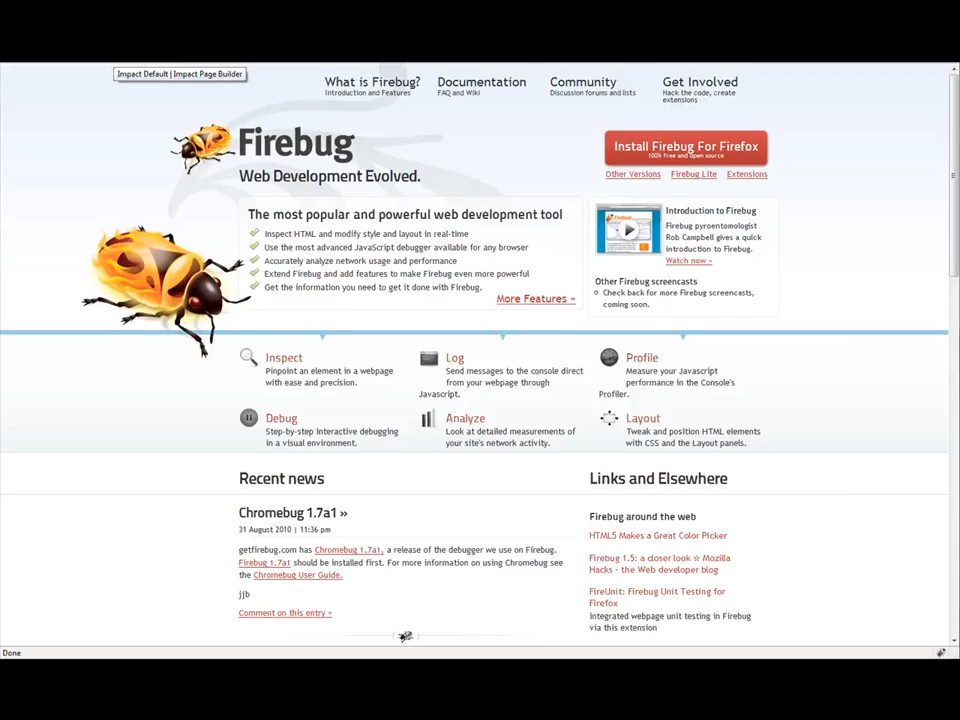 Impact Default | Impact Page Builder
What is Firebug?
Introduction and Features
Documentation
FAQ and Wiki
Community
Discussion forums and lists
Get Involved
Hack the code, create
extensions
Firebug
Web Development Evolved.
Install Firebug For Firefox
100% free and open source
Other Versions
Firebug Lite
Extensions
The most popular and powerful web development tool
Inspect HTML and modify style and layout in real-time
Use the most advanced JavaScript debugger available for any browser
Accurately analyze network usage and performance
Extend Firebug and add features to make Firebug even more powerful
Get the information you need to get it done with Firebug.
More Features »
Introduction to Firebug
Firebug pyroentomologist
Rob Campbell gives a quick
introduction to Firebug.
Watch now »
Other Firebug screencasts
Check back for more Firebug screencasts,
coming soon.
Inspect
Pinpoint an element in a webpage
with ease and precision.
Log
Send messages to the console direct
from your webpage through
Javascript.
Profile
Measure your Javascript
performance in the Console's
Profiler.
Debug
Step-by-step interactive debugging
in a visual environment.
Analyze
Look at detailed measurements of
your site's network activity.
Layout
Tweak and position HTML elements
with CSS and the Layout panels.
Recent news
Chromebug 1.7a1 »
31 August 2010 | 11:36 pm
getfirebug.com has Chromebug 1.7a1, a release of the debugger we use on Firebug.
Firebug 1.7a1 should be installed first. For more information on using Chromebug see
the Chromebug User Guide.
jjb
Comment on this entry »
Links and Elsewhere
Firebug around the web
HTML5 Makes a Great Color Picker
Firebug 1.5: a closer look ☆ Mozilla
Hacks – the Web developer blog
FireUnit: Firebug Unit Testing for
Firefox
integrated webpage unit testing in Firebug
via this extension
Done